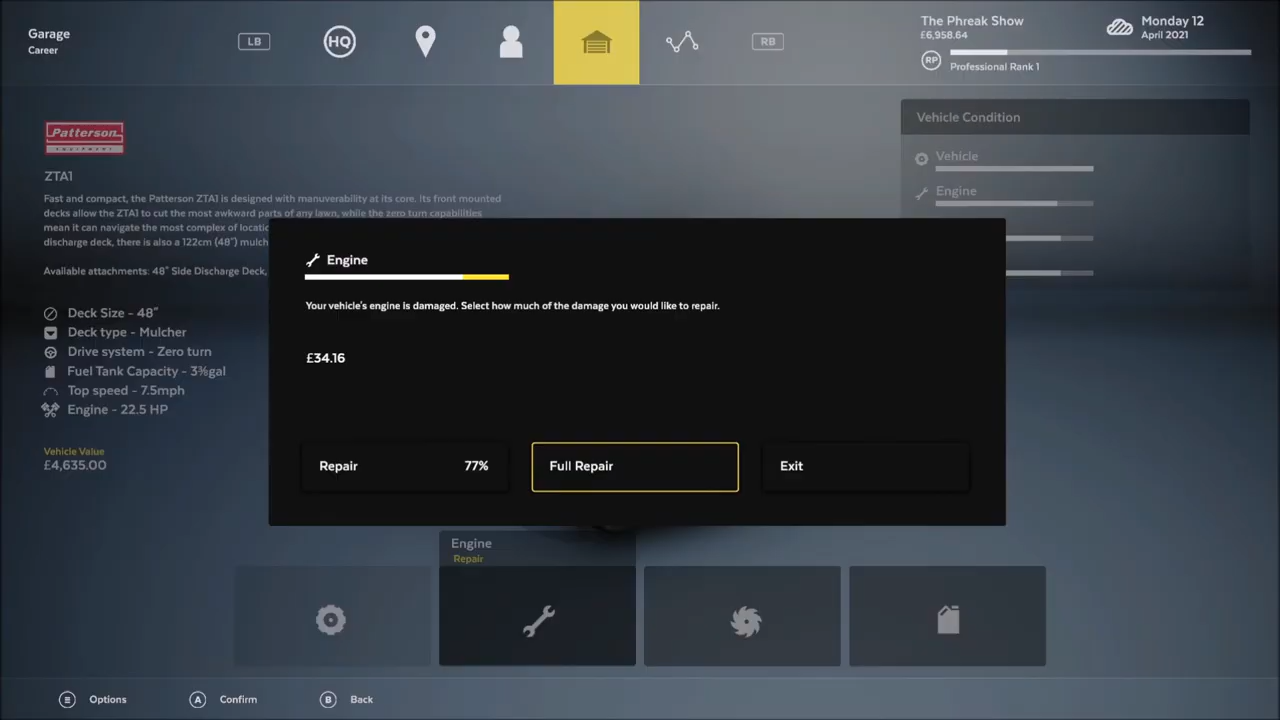 Garage
Career
LB
HQ
RB
The Phreak Show
£6,958.64
RP
Professional Rank 1
Monday 12
April 2021
Patterson
EQUIPMENT
ZTA1
Fast and compact, the Patterson ZTA1 is designed with manuverability at its core. Its front mounted
decks allow the ZTA1 to cut the most awkward parts of any lawn, while the zero turn capabilities
mean it can navigate the most complex of locatio
discharge deck, there is also a 122cm (48") mulch
Available attachments: 48" Side Discharge Deck,
Deck Size - 48"
Deck type - Mulcher
Drive system - Zero turn
Fuel Tank Capacity -
Top speed - 7.5mph
Engine - 22.5 HP
Vehicle Value
£4,635.00
Vehicle Condition
Vehicle
Engine
Engine
Your vehicle's engine is damaged. Select how much of the damage you would like to repair.
£34.16
Repair 77%
Full Repair
Exit
Engine
Repair
Options
A Confirm
B Back